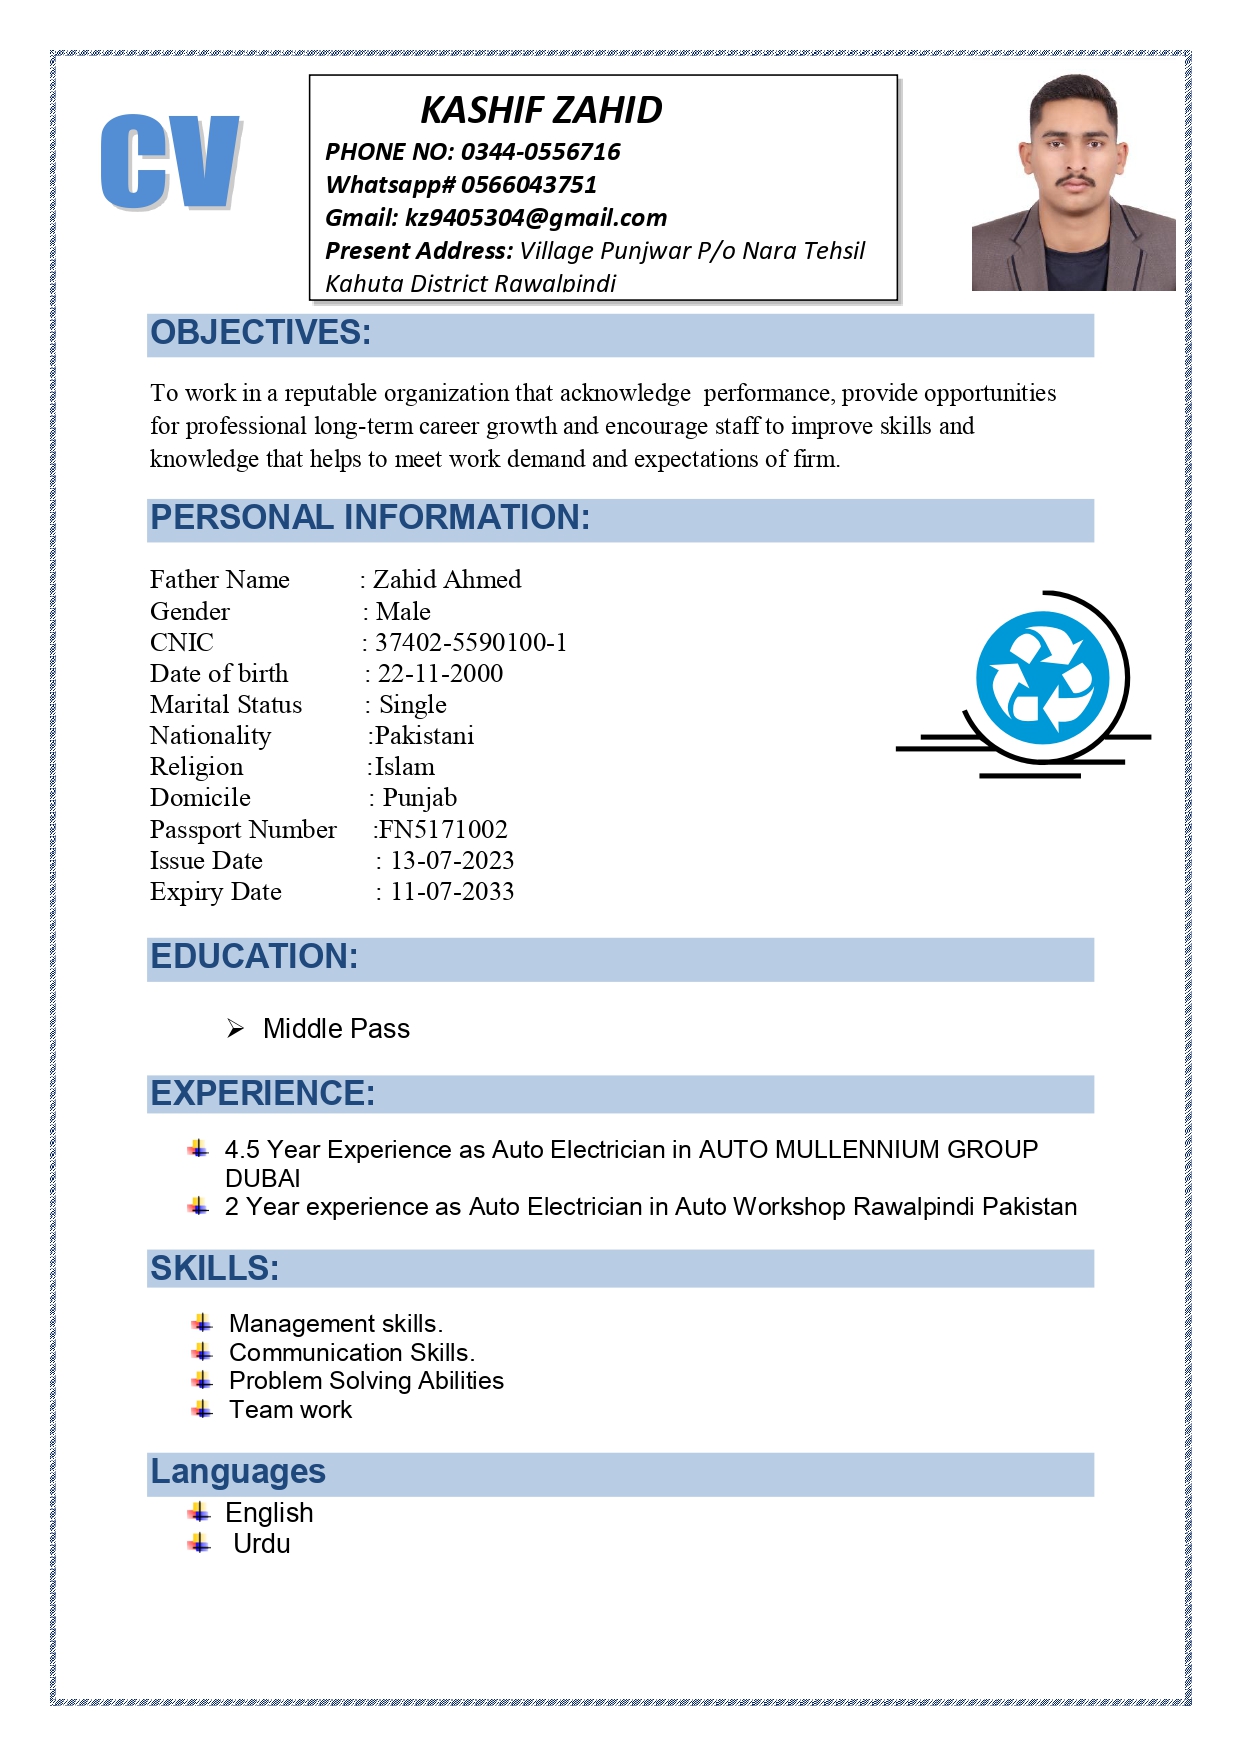 CV
KASHIF ZAHID
PHONE NO: 0344-0556716
Whatsapp# 0566043751
Gmail: kz9405304@gmail.com
Present Address: Village Punjwar P/o Nara Tehsil
Kahuta District Rawalpindi
OBJECTIVES:
To work in a reputable organization that acknowledge  performance, provide opportunities
for professional long-term career growth and encourage staff to improve skills and
knowledge that helps to meet work demand and expectations of firm.
PERSONAL INFORMATION:
Father Name : Zahid Ahmed
Gender : Male
CNIC : 37402-5590100-1
Date of birth : 22-11-2000
Marital Status : Single
Nationality :Pakistani
Religion :Islam
Domicile : Punjab
Passport Number :FN5171002
Issue Date : 13-07-2023
Expiry Date : 11-07-2033
EDUCATION:
Middle Pass
EXPERIENCE:
4.5 Year Experience as Auto Electrician in AUTO MULLENNIUM GROUP
DUBAI
2 Year experience as Auto Electrician in Auto Workshop Rawalpindi Pakistan
SKILLS:
Management skills.
Communication Skills.
Problem Solving Abilities
Team work
Languages
English
Urdu